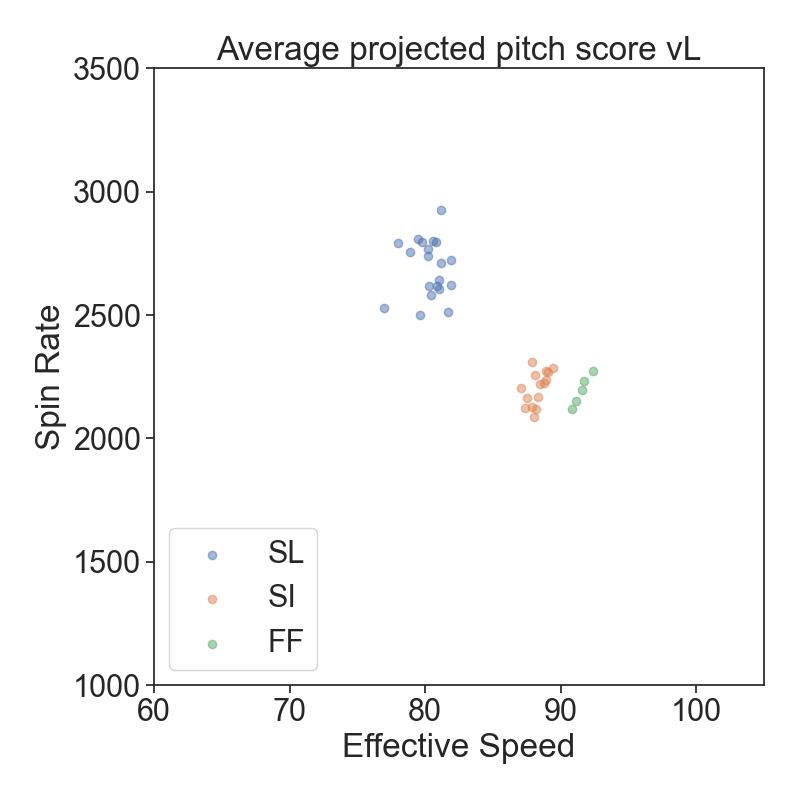 Average projected pitch score vL
3500
3000
2500
2000
1500
1000
Spin Rate
SL
SI
FF
60 70 80 90 100
Effective Speed